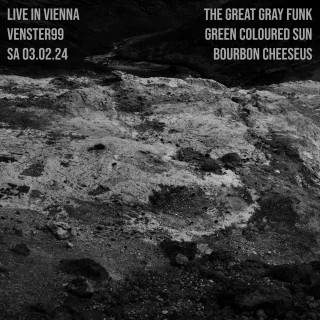 LIVE IN VIENNA
VENSTER99
SA 03.02.24
THE GREAT GRAY FUNK
GREEN COLOURED SUN
BOURBON CHEESEUS